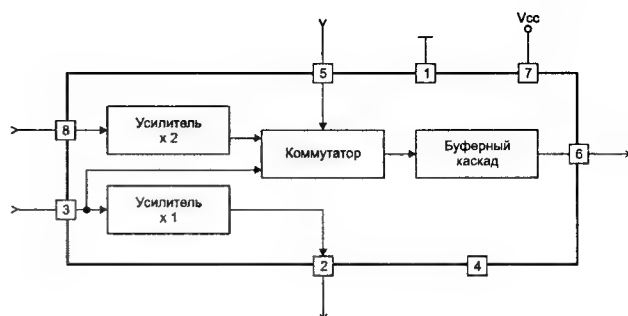 Vcc
5
1
7
8
Усилитель
x 2
Коммутатор
Буферный
каскад
6
3
Усилитель
x 1
2
4